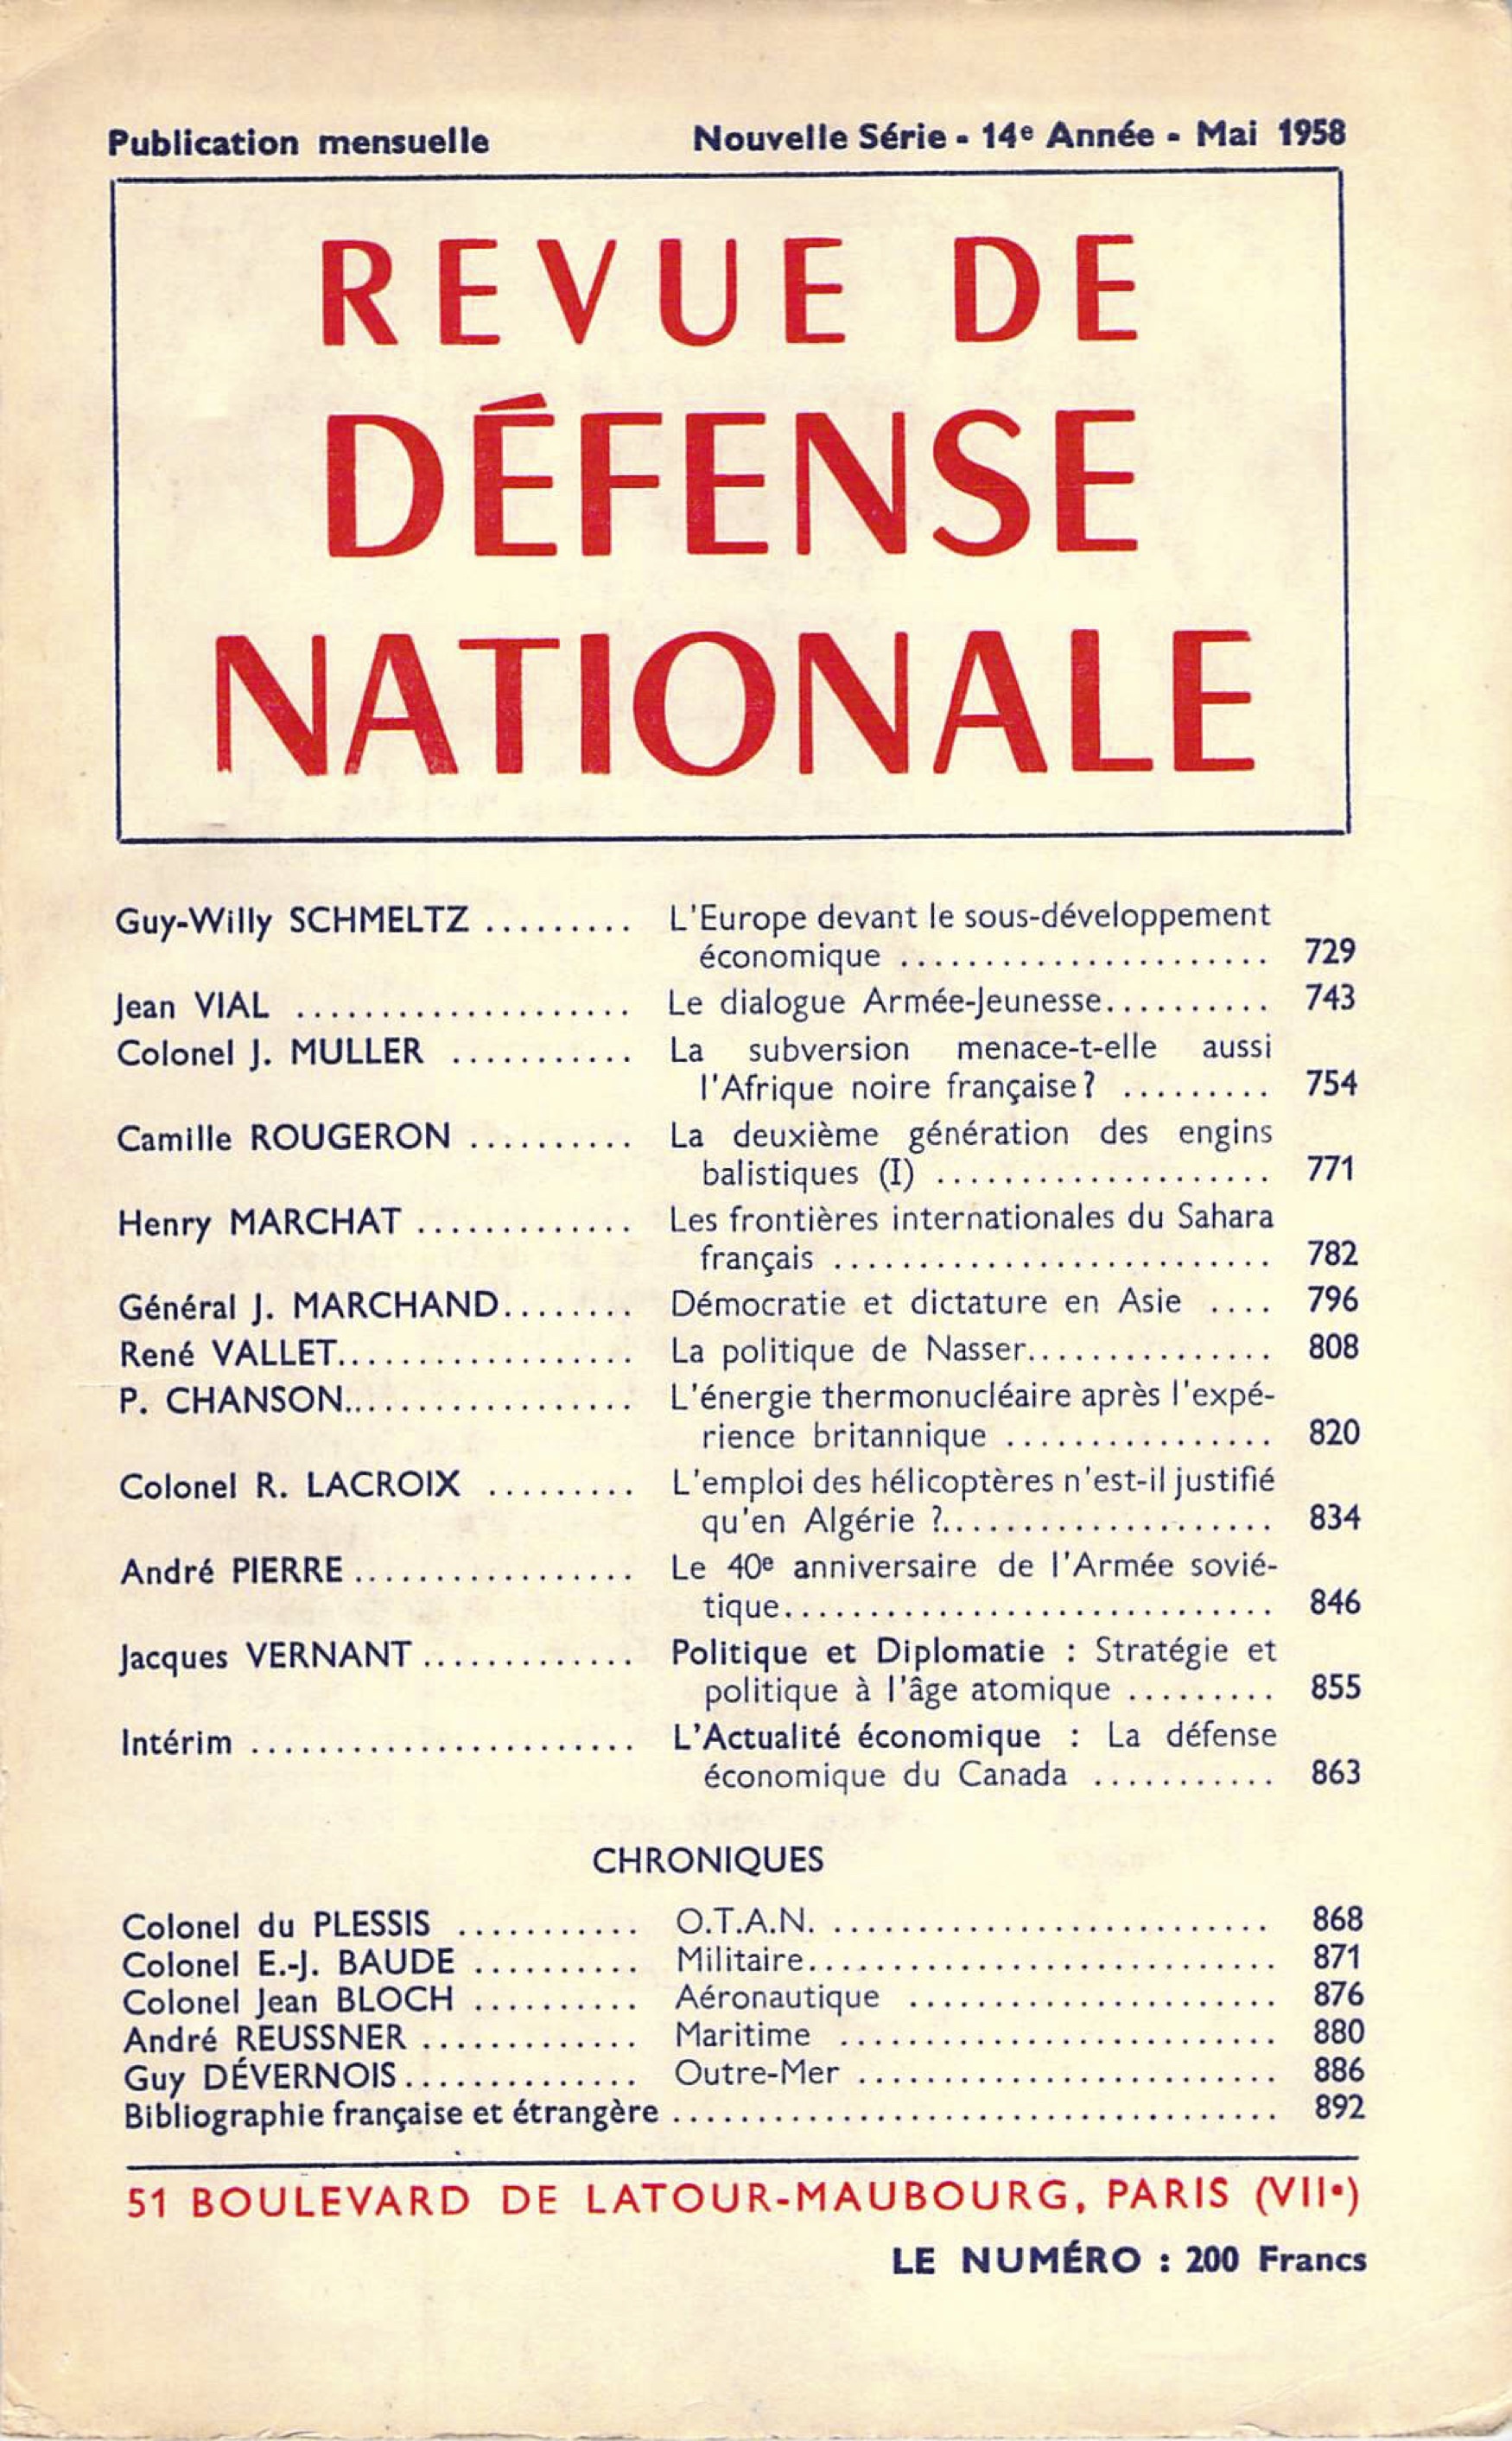 Publication mensuelle Nouvelle Série - 14e Année - Mai 1958
REVUE DE
DÉFENSE
NATIONALE
Guy-Willy SCHMELTZ ......... L'Europe devant le sous-développement
économique ....................... 729
Jean VIAL ..................... Le dialogue Armée-Jeunesse.......... 743
Colonel J. MULLER ........... La subversion menace-t-elle aussi
l'Afrique noire française? ......... 754
Camille ROUGERON .......... La deuxième génération des engins
balistiques (I) ..................... 771
Henry MARCHAT ............. Les frontières internationales du Sahara
français ........................... 782
Général J. MARCHAND........ Démocratie et dictature en Asie .... 796
René VALLET.................. La politique de Nasser............... 808
P. CHANSON.................. L'énergie thermonucléaire après l'expé-
rience britannique ................ 820
Colonel R. LACROIX ......... L'emploi des hélicoptères n'est-il justifié
qu'en Algérie ?.................... 834
André PIERRE ................. Le 40e anniversaire de l'Armée sovié-
tique.............................. 846
Jacques VERNANT ............. Politique et Diplomatie : Stratégie et
politique à l'âge atomique ......... 855
Intérim ........................ L'Actualité économique : La défense
économique du Canada ........... 863
CHRONIQUES
Colonel du PLESSIS ........... O.T.A.N. ........................... 868
Colonel E.-J. BAUDE .......... Militaire............................. 871
Colonel Jean BLOCH .......... Aéronautique ....................... 876
André REUSSNER ............. Maritime ........................... 880
Guy DÉVERNOIS.............. Outre-Mer .......................... 886
Bibliographie française et étrangère ..................................... 892
51 BOULEVARD DE LATOUR-MAUBOURG, PARIS (VIIe)
LE NUMÉRO : 200 Francs